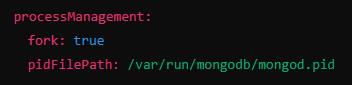 processManagement:
  fork: true
  pidFilePath: /var/run/mongodb/mongod.pid